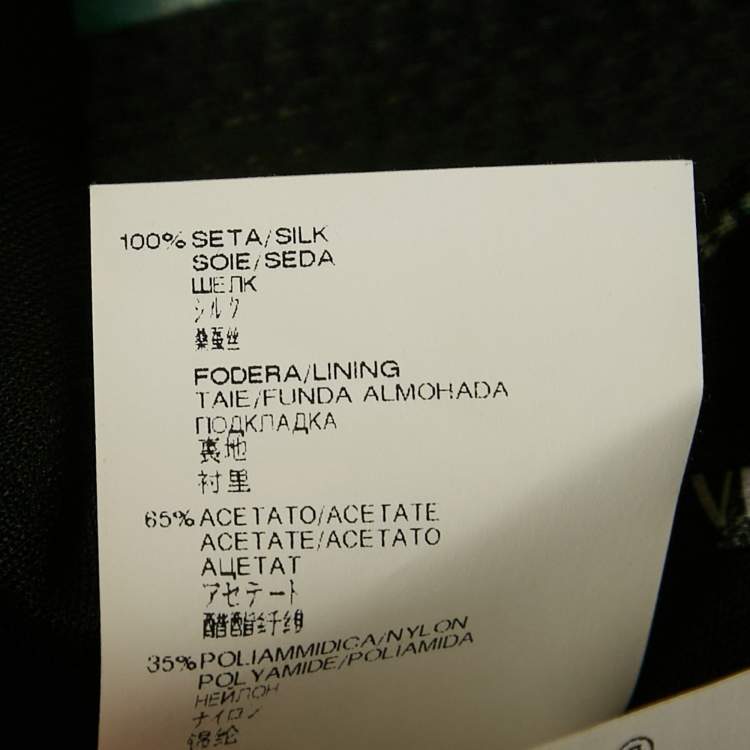 100% SETA/SILK
SOIE/SEDA
ШЕЛК
シルク
桑蚕丝
FODERA/LINING
TAIE/FUNDA ALMOHADA
ПОДКЛАДКА
裏地
衬里
65% ACETATO/ACETATE
ACETATE/ACETATO
АЦЕТАТ
アセテート
醋酯纤维
35% POLIAMMIDICA/NYLON
POLYAMIDE/POLIAMIDA
НЕЙЛОН
ナイロン
锦纶